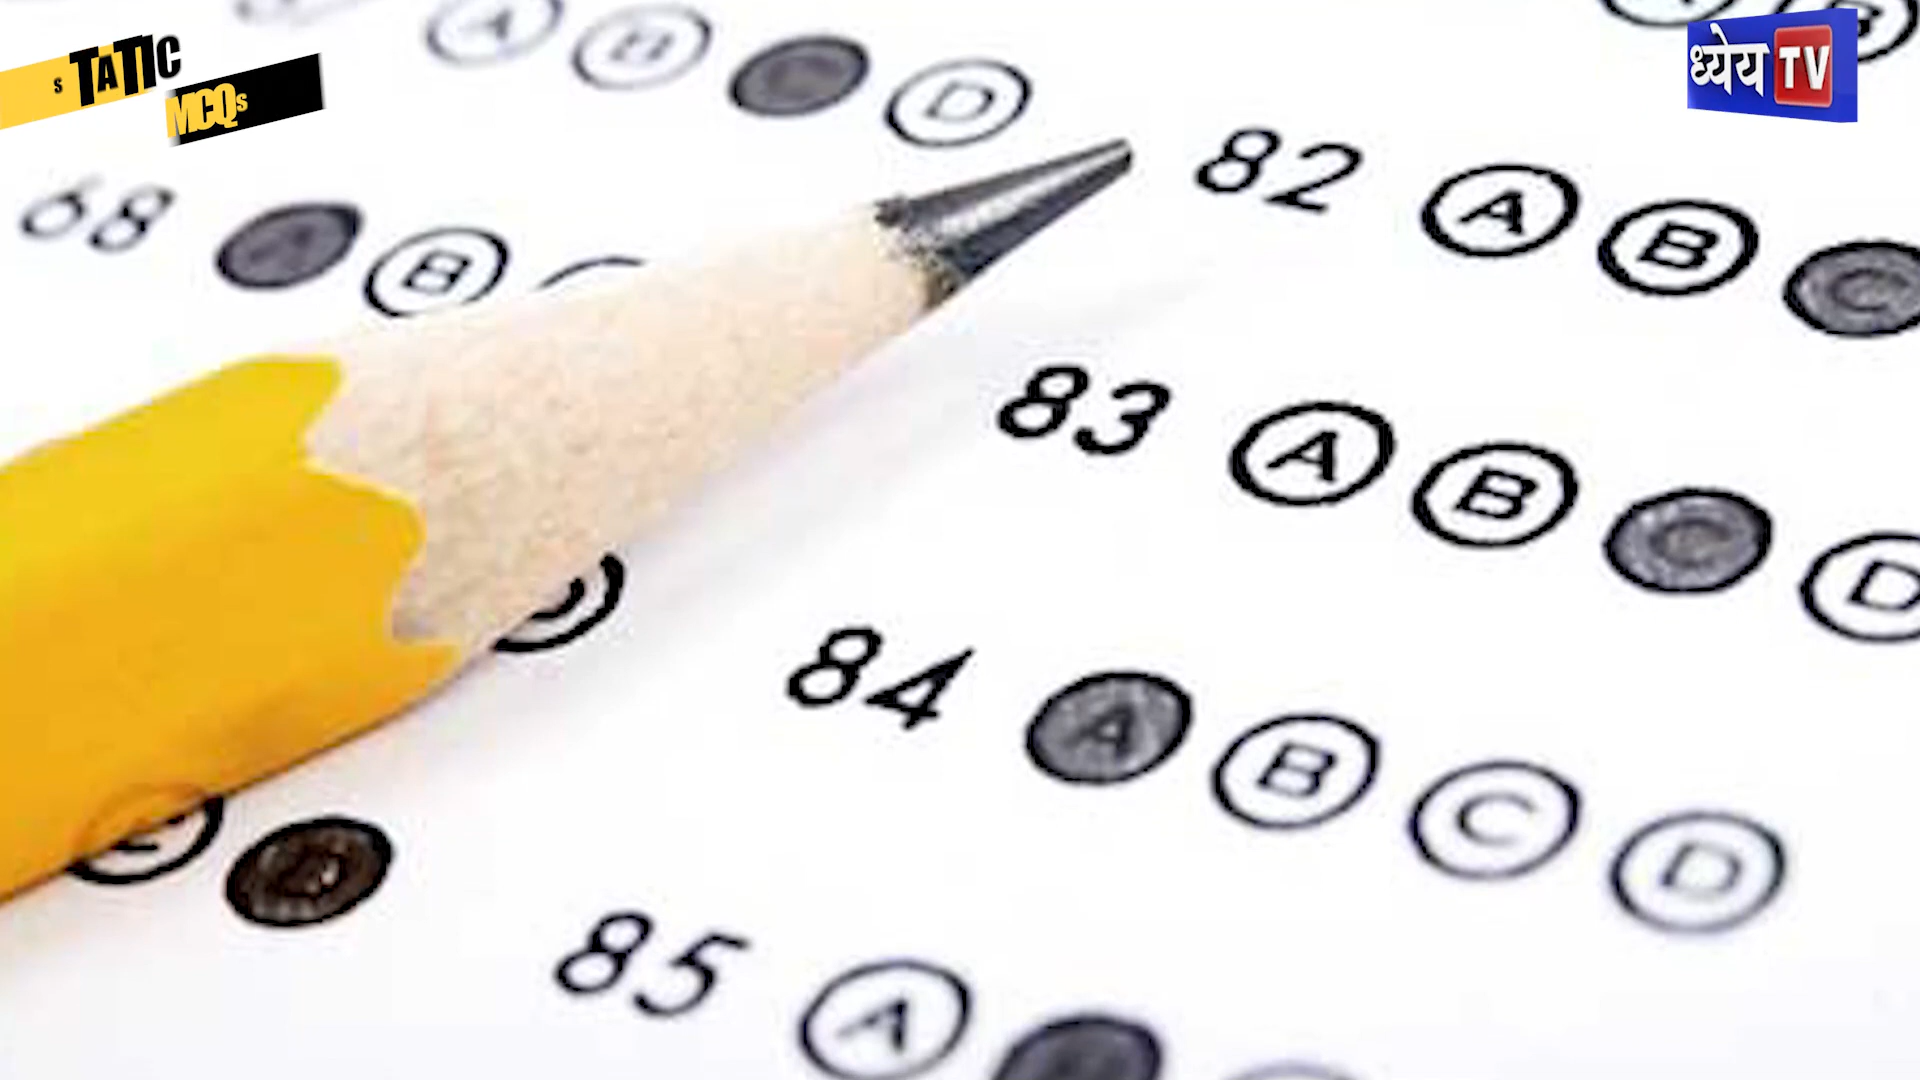 sTATIC
MCQs
ध्येय TV
A B C D
68 A B
82 A B C
83 A B C D
84 A B C D
85 A